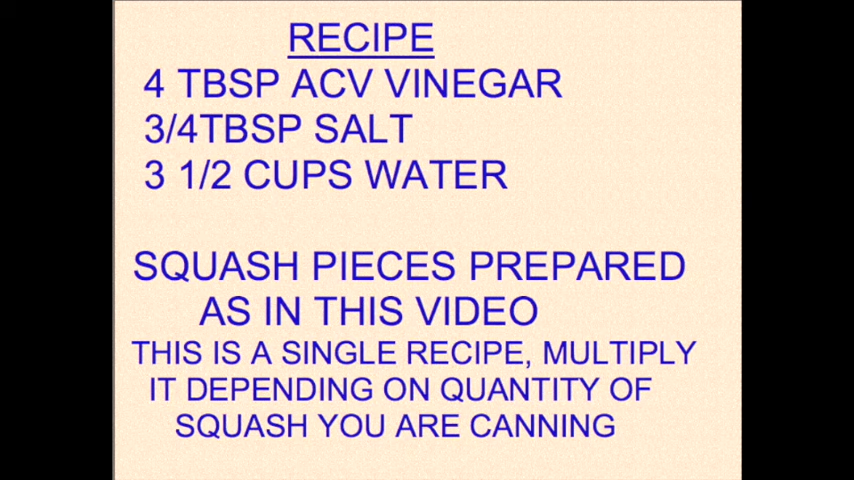 RECIPE
4 TBSP ACV VINEGAR
3/4TBSP SALT
3 1/2 CUPS WATER
SQUASH PIECES PREPARED
AS IN THIS VIDEO
THIS IS A SINGLE RECIPE, MULTIPLY
IT DEPENDING ON QUANTITY OF
SQUASH YOU ARE CANNING